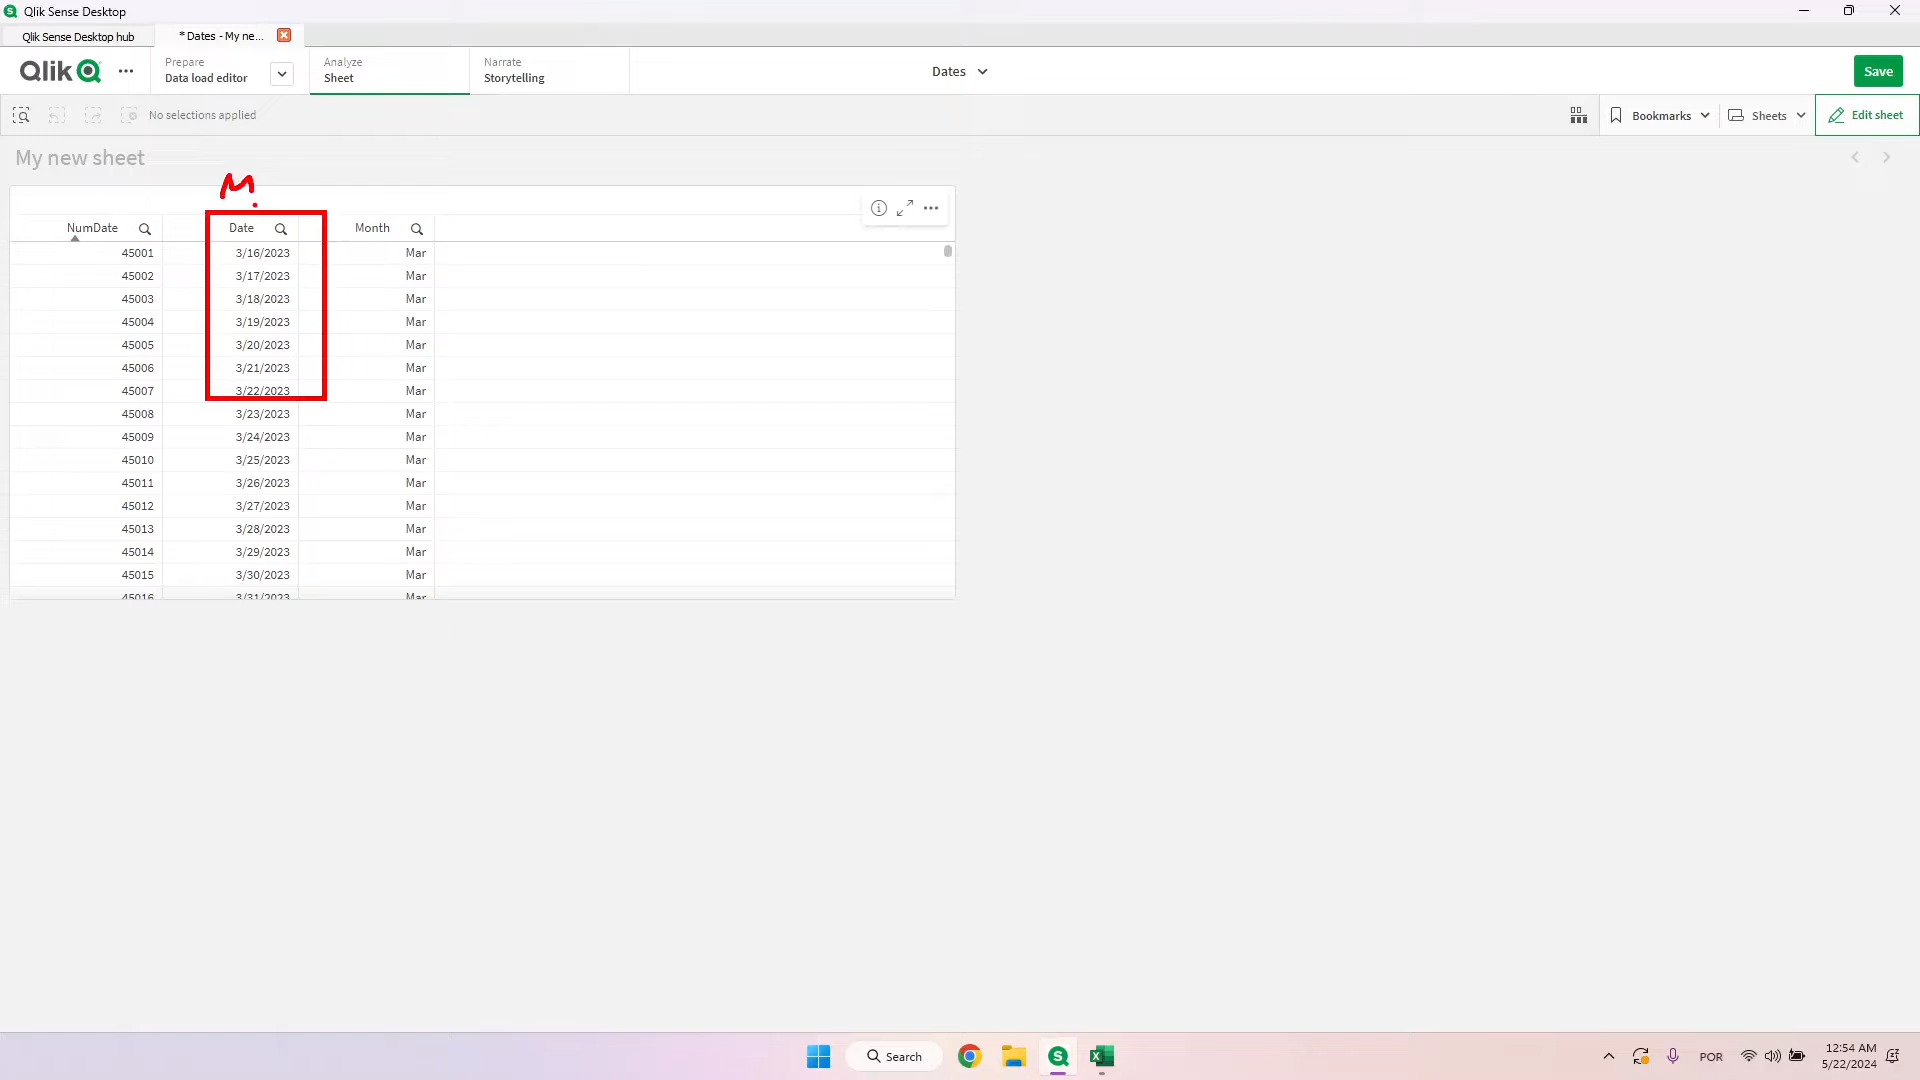 Qlik Sense Desktop
Qlik Sense Desktop hub
* Dates - My ne...
Qlik
Prepare
Data load editor
Analyze
Sheet
Narrate
Storytelling
Dates
Save
No selections applied
Bookmarks
Sheets
Edit sheet
My new sheet
M.
NumDate Date Month
45001 3/16/2023 Mar
45002 3/17/2023 Mar
45003 3/18/2023 Mar
45004 3/19/2023 Mar
45005 3/20/2023 Mar
45006 3/21/2023 Mar
45007 3/22/2023 Mar
45008 3/23/2023 Mar
45009 3/24/2023 Mar
45010 3/25/2023 Mar
45011 3/26/2023 Mar
45012 3/27/2023 Mar
45013 3/28/2023 Mar
45014 3/29/2023 Mar
45015 3/30/2023 Mar
45016 3/31/2023 Mar
Search
POR
12:54 AM
5/22/2024